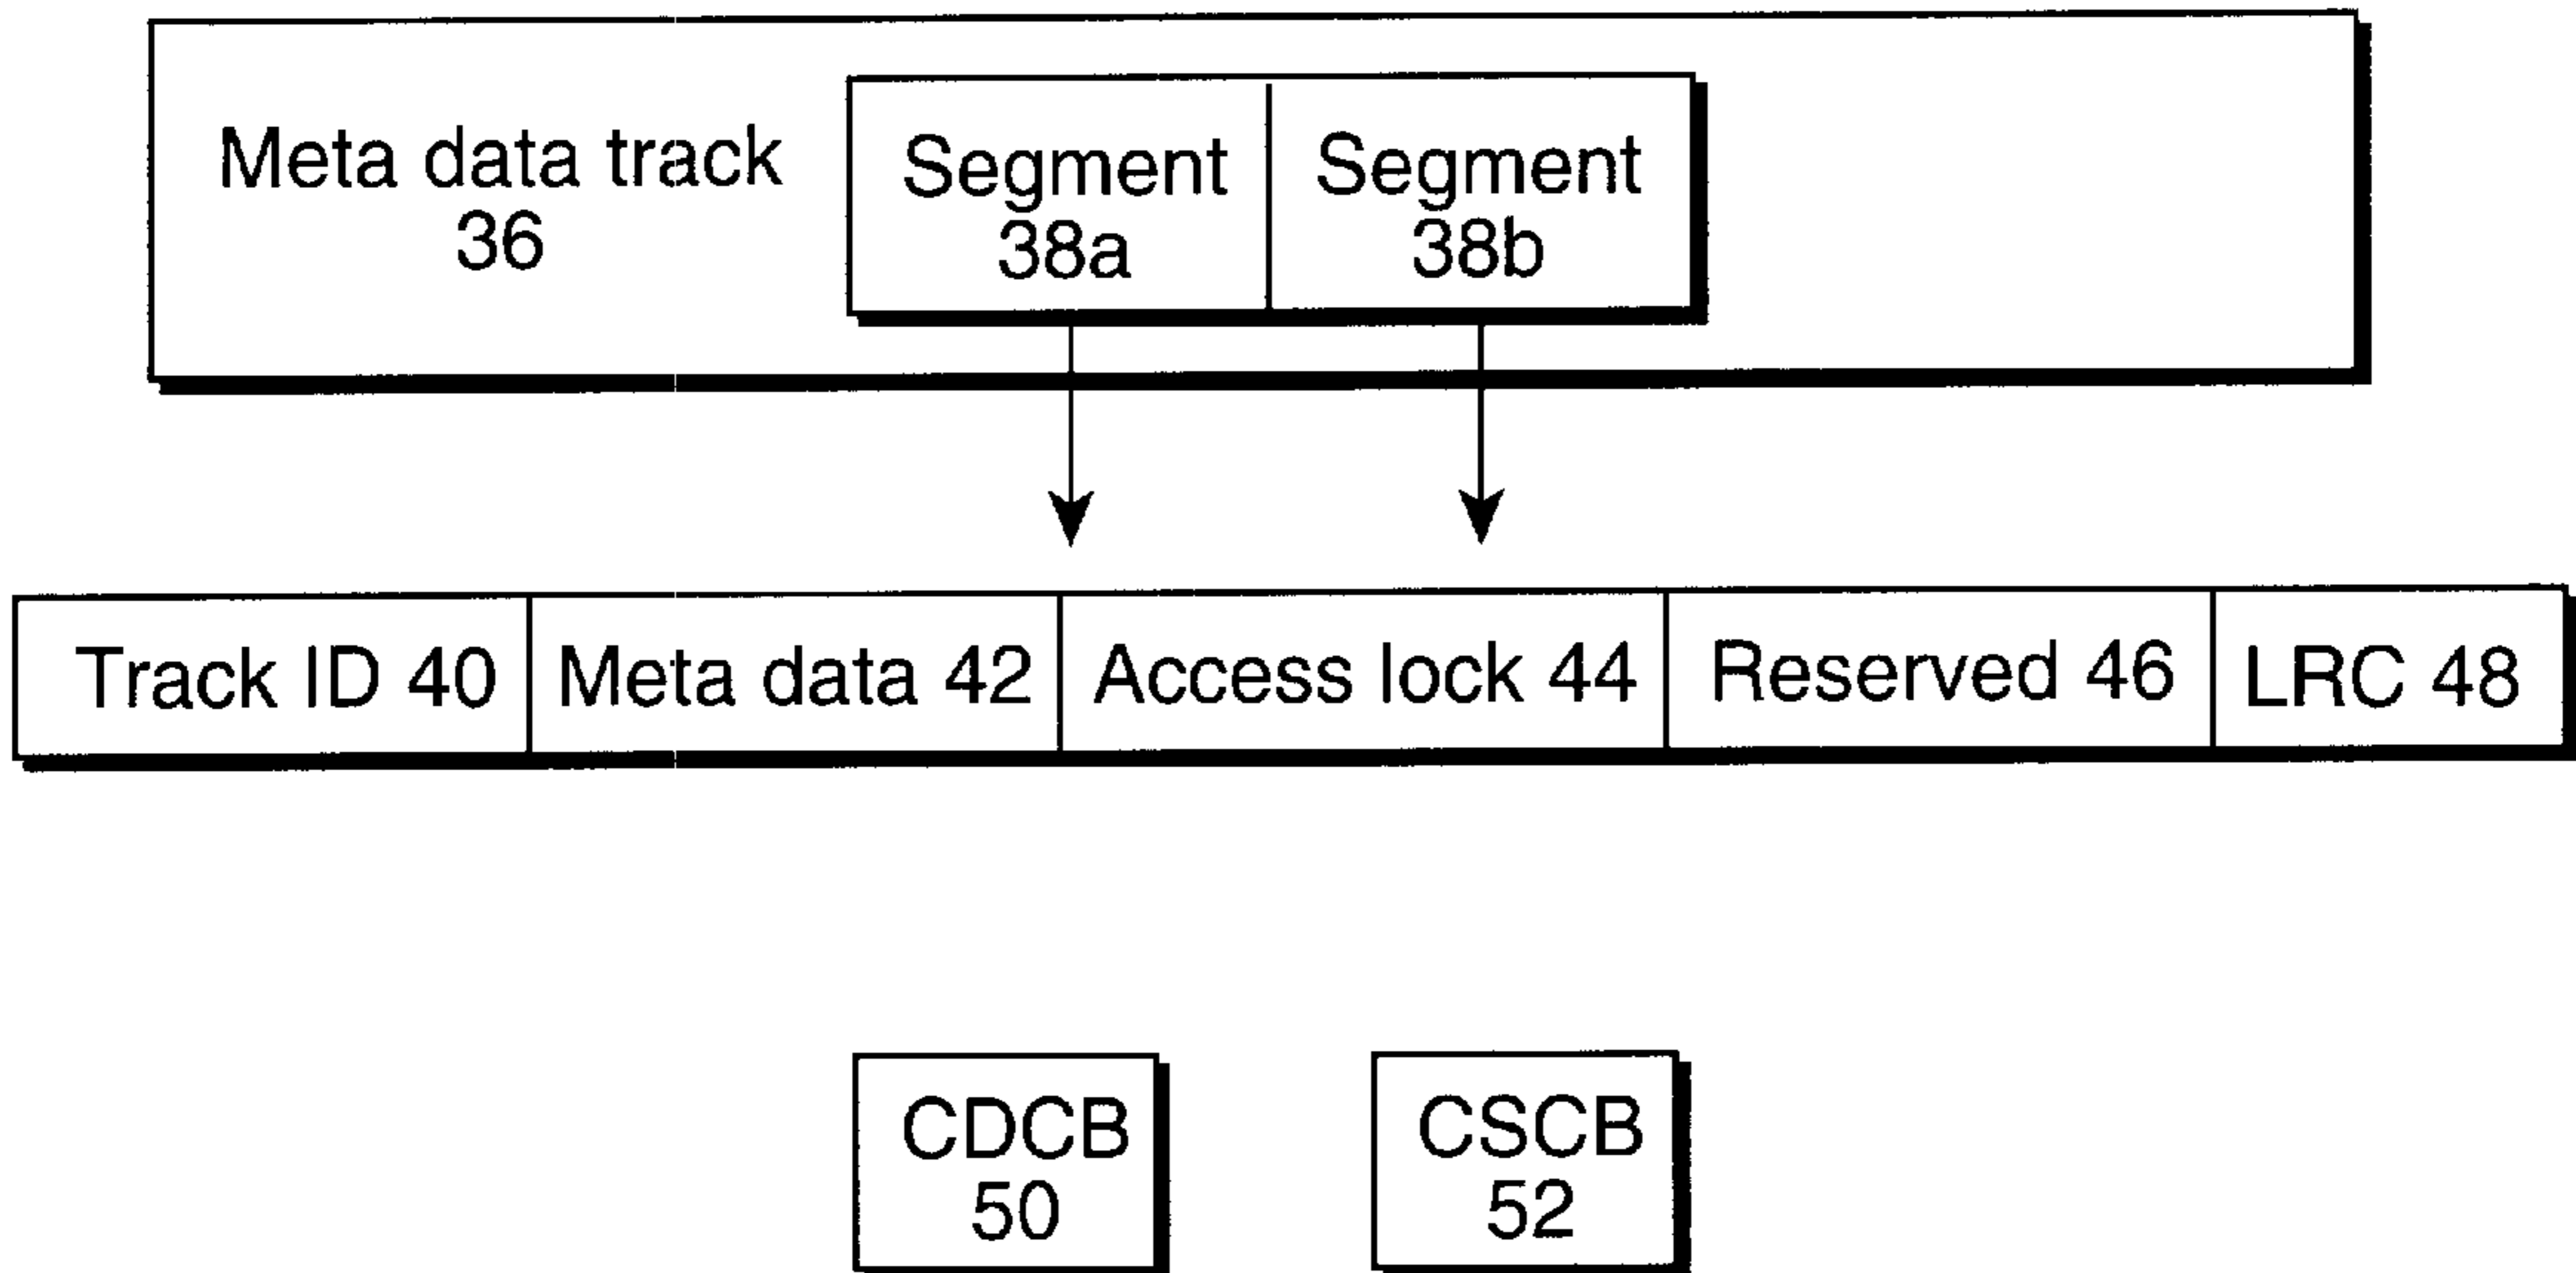 Meta data track
36
Segment
38a
Segment
38b
Track ID 40
Meta data 42
Access lock 44
Reserved 46
LRC 48
CDCB
50
CSCB
52